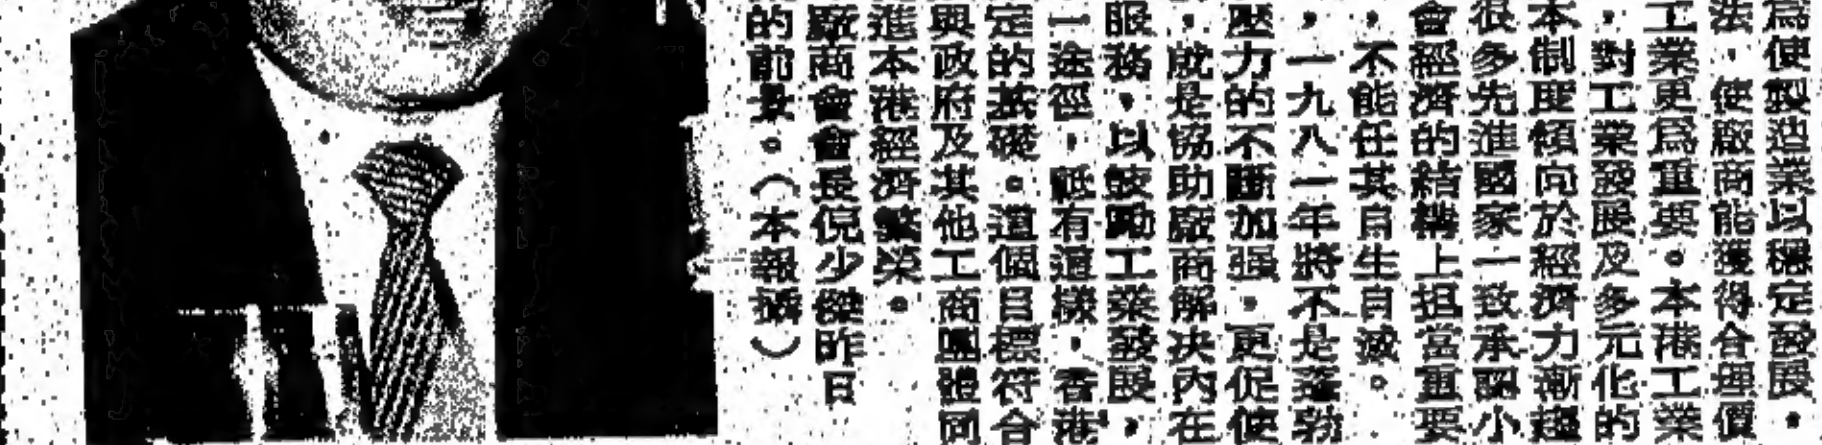 為使製造業以穩定發展,
法,使廠商能獲得合理價
工業更為重要。本港工業
,對工業發展及多元化的
本制度傾向於經濟力漸趨
很多先進國家一致承認小
會經濟的結構上担當重要
,不能任其自生自滅。
,一九八一年將不是蓬勃
壓力的不斷加强,更促使
,就是協助廠商解決內在
服務,以鼓勵工業發展,
一途徑,祇有這樣,香港
定的基礎。這個目標符合
與政府及其他工商團體同
進本港經濟繁榮。
廠商會會長倪少傑昨日
的前景。(本報攝)